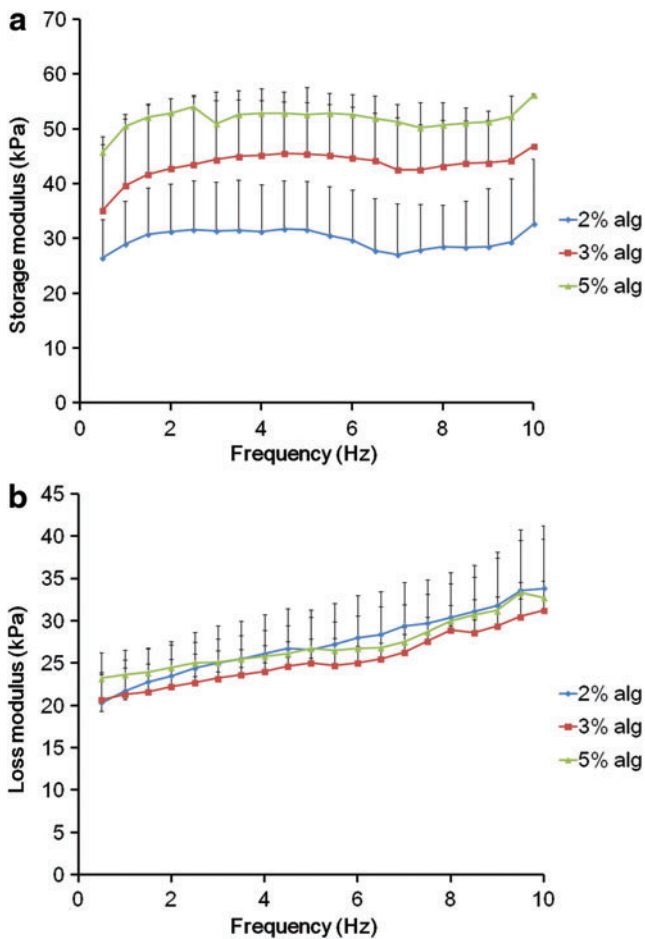 a
Storage modulus (kPa)
70
60
50
40
30
20
10
0
0 2 4 6 8 10
Frequency (Hz)
2% alg
3% alg
5% alg
b
Loss modulus (kPa)
45
40
35
30
25
20
15
10
5
0
0 2 4 6 8 10
Frequency (Hz)
2% alg
3% alg
5% alg